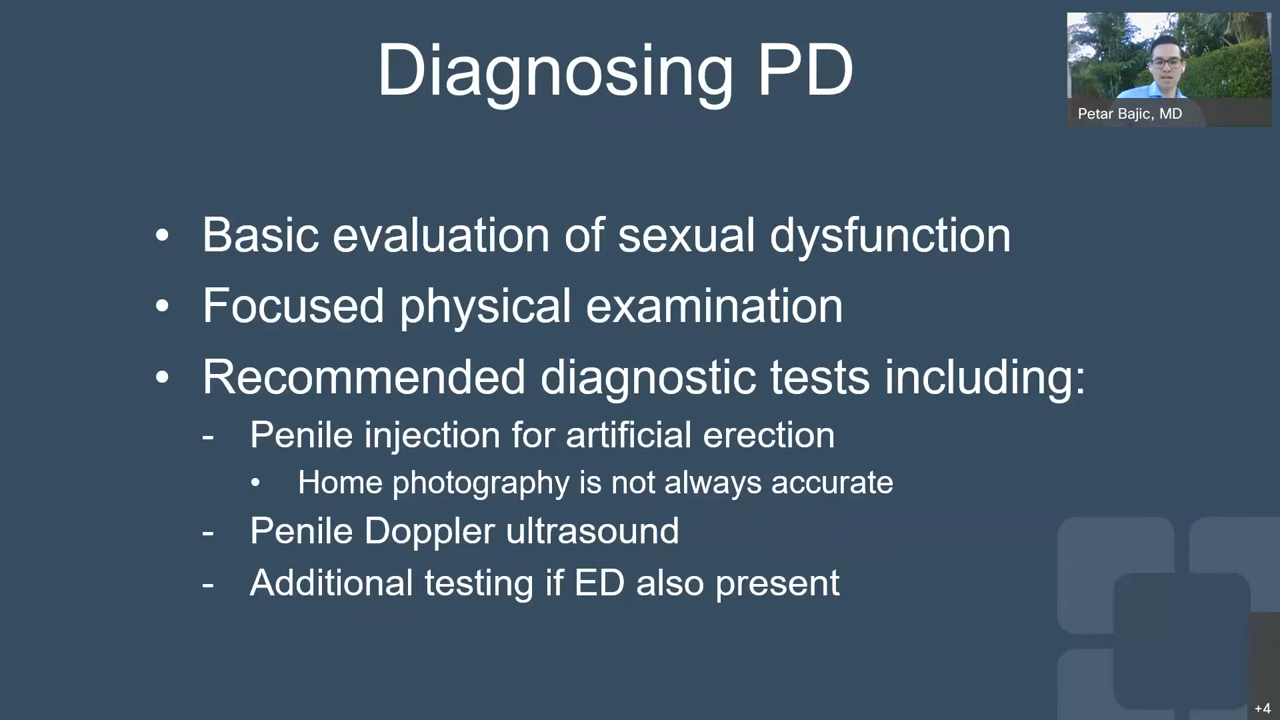 Diagnosing PD
Petar Bajic, MD
• Basic evaluation of sexual dysfunction
• Focused physical examination
• Recommended diagnostic tests including:
- Penile injection for artificial erection
• Home photography is not always accurate
- Penile Doppler ultrasound
- Additional testing if ED also present
+4